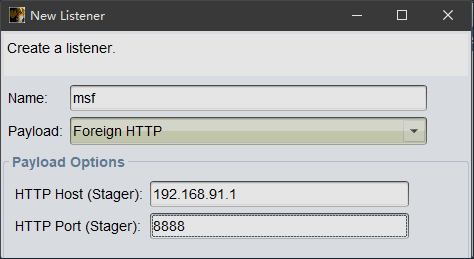 New Listener
Create a listener.
Name: msf
Payload: Foreign HTTP
Payload Options
HTTP Host (Stager): 192.168.91.1
HTTP Port (Stager): 8888